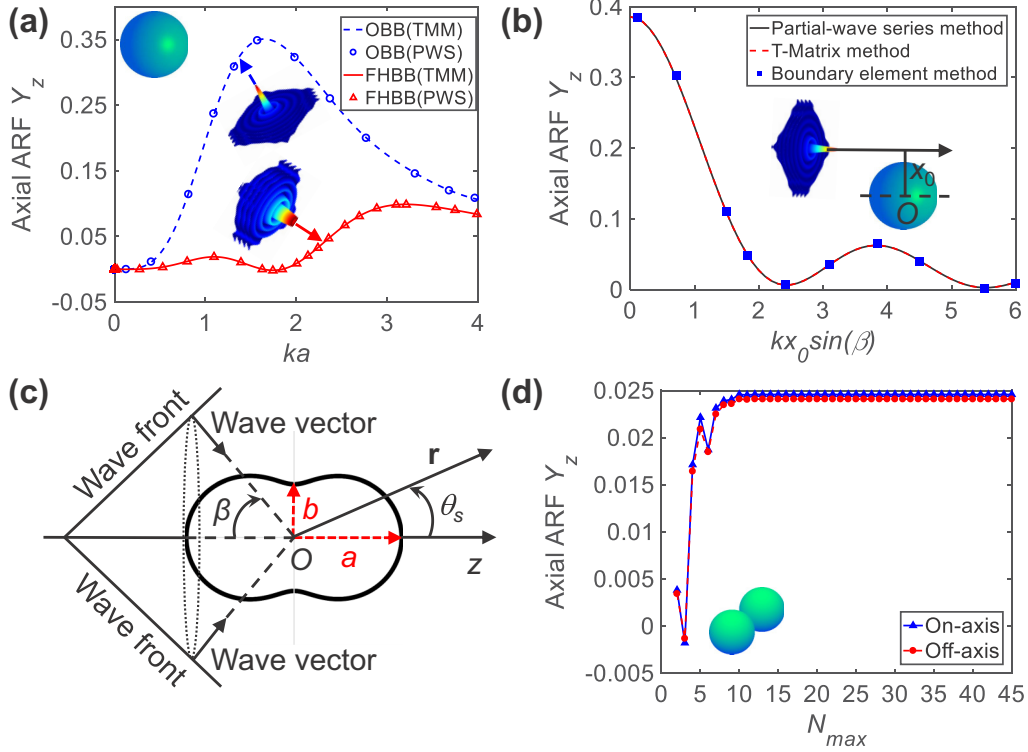 (a)
Axial ARF Y_z
0.35
0.25
0.15
0.05
-0.05
0
1
2
3
4
ka
OBB(TMM)
OBB(PWS)
FHBB(TMM)
FHBB(PWS)
(b)
Axial ARF Y_z
0.4
0.3
0.2
0.1
0
0
1
2
3
4
5
6
kx_0sin(β)
Partial-wave series method
T-Matrix method
Boundary element method
x_0
O
(c)
Wave front
Wave vector
r
β
b
θ_s
O
a
z
Wave front
Wave vector
(d)
Axial ARF Y_z
0.025
0.020
0.015
0.010
0.005
0
-0.005
0
5
10
15
20
25
30
35
40
45
N_max
On-axis
Off-axis